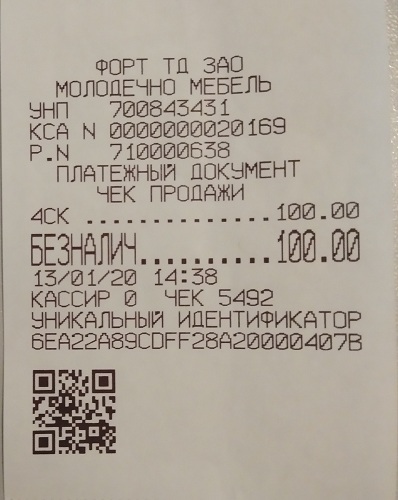 ФОРТ ТД ЗАО
МОЛОДЕЧНО МЕБЕЛЬ
УНП 700843431
КСА N 0000000020169
Р.N 710000638
ПЛАТЕЖНЫЙ ДОКУМЕНТ
ЧЕК ПРОДАЖИ
4СК ..............100.00
БЕЗНАЛИЧ..........100.00
13/01/20 14:38
КАССИР 0 ЧЕК 5492
УНИКАЛЬНЫЙ ИДЕНТИФИКАТОР
6EA22A89CDFF28A20000407B